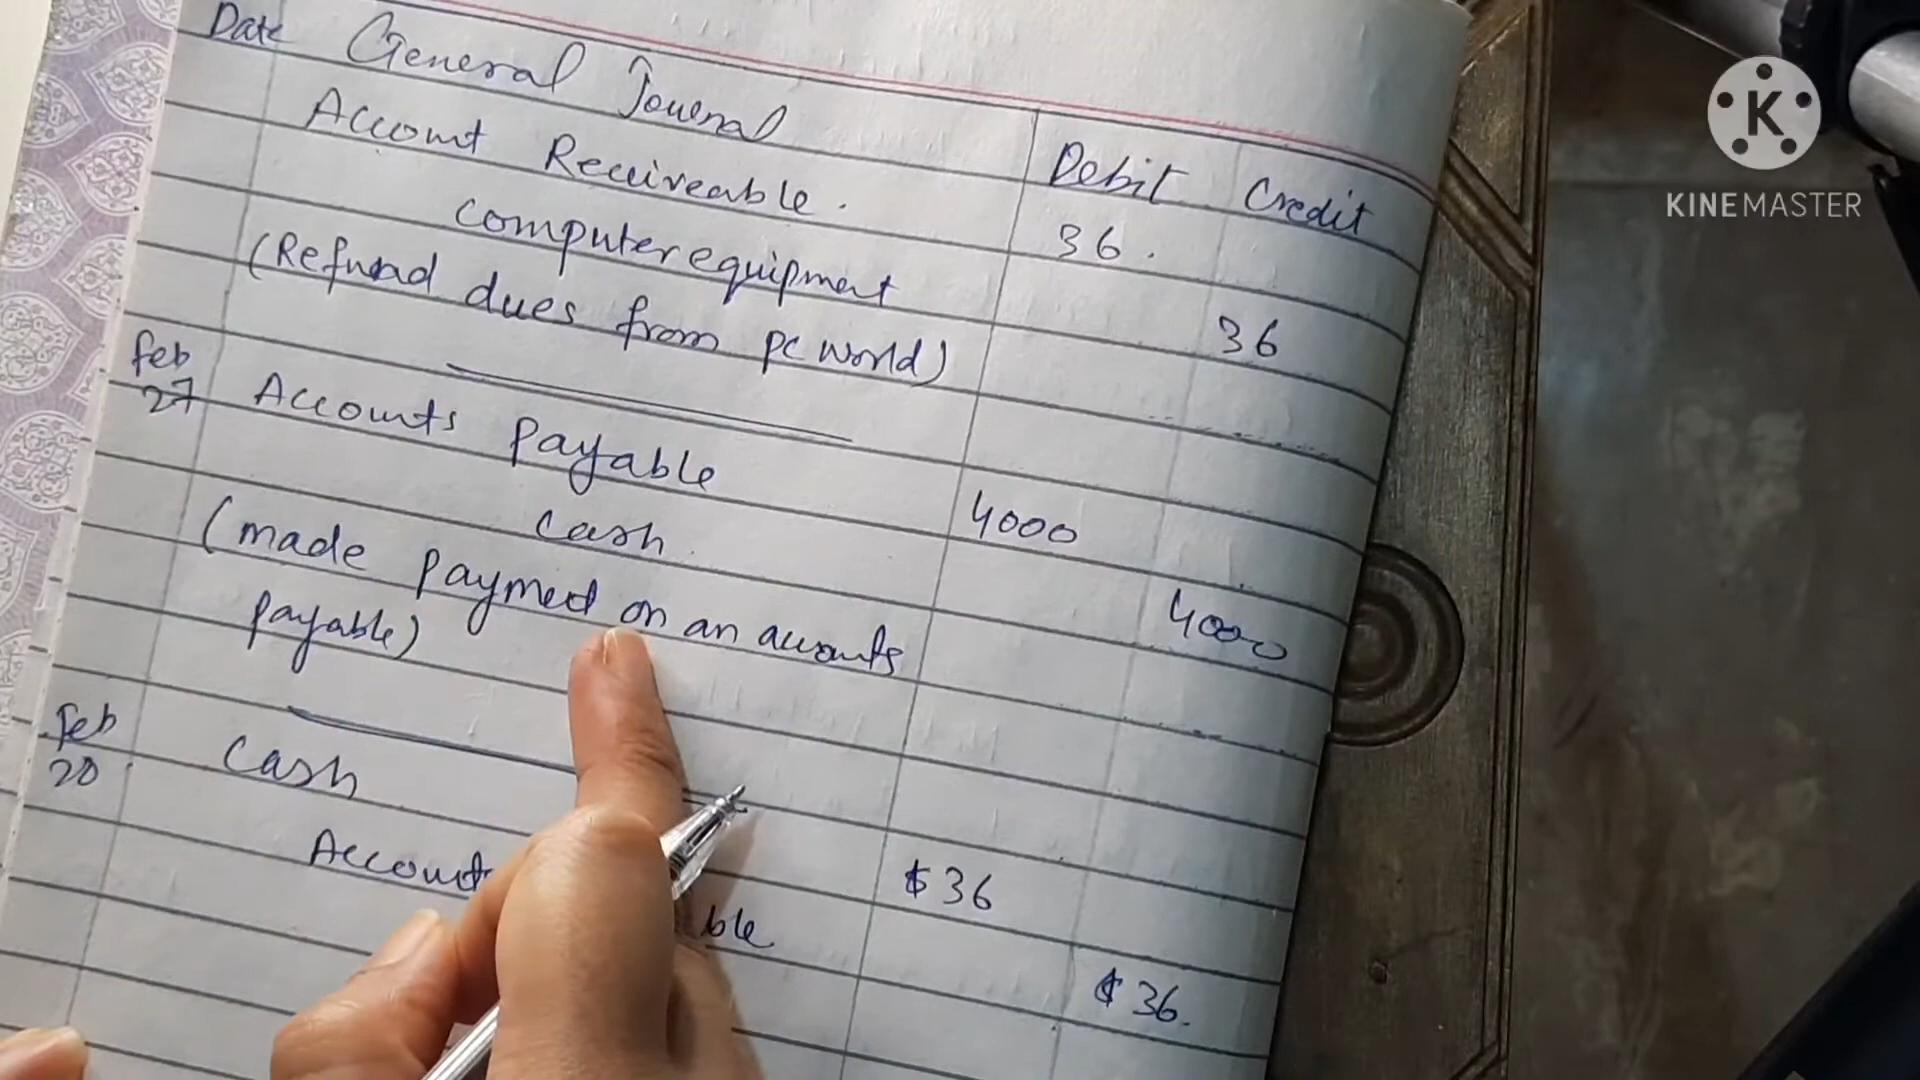 Date General Journal
Debit Credit
Account Receiveable.
36.
computer equipment
36
(Refund dues from pc world)
Feb
27 Accounts payable
4000
cash
4000
(made payment on an accounts
payable)
Feb
20 Cash
$36
Account ble
$36.
K
KINEMASTER